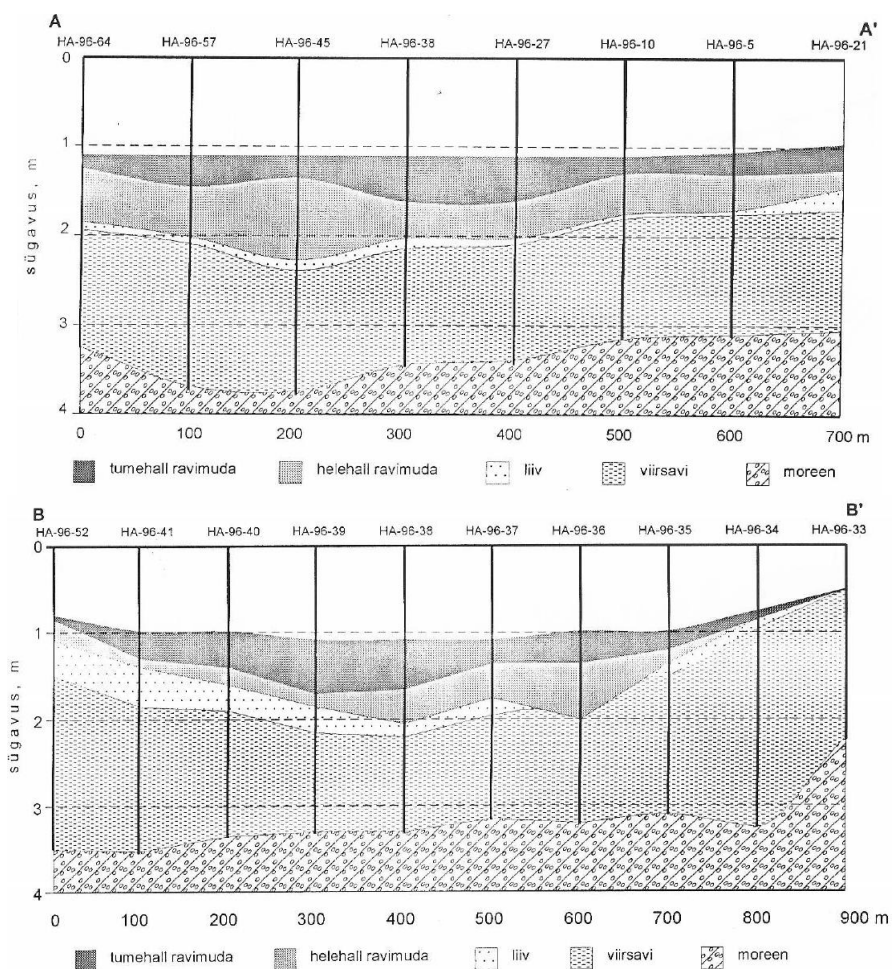 A A'
HA-96-64 HA-96-57 HA-96-45 HA-96-38 HA-96-27 HA-96-10 HA-96-5 HA-96-21
0
1
2
3
4
sügavus, m
0 100 200 300 400 500 600 700 m
tumehall ravimuda helehall ravimuda liiv viirsavi moreen
B B'
HA-96-52 HA-96-41 HA-96-40 HA-96-39 HA-96-38 HA-96-37 HA-96-36 HA-96-35 HA-96-34 HA-96-33
0
1
2
3
4
sügavus, m
0 100 200 300 400 500 600 700 800 900 m
tumehall ravimuda helehall ravimuda liiv viirsavi moreen